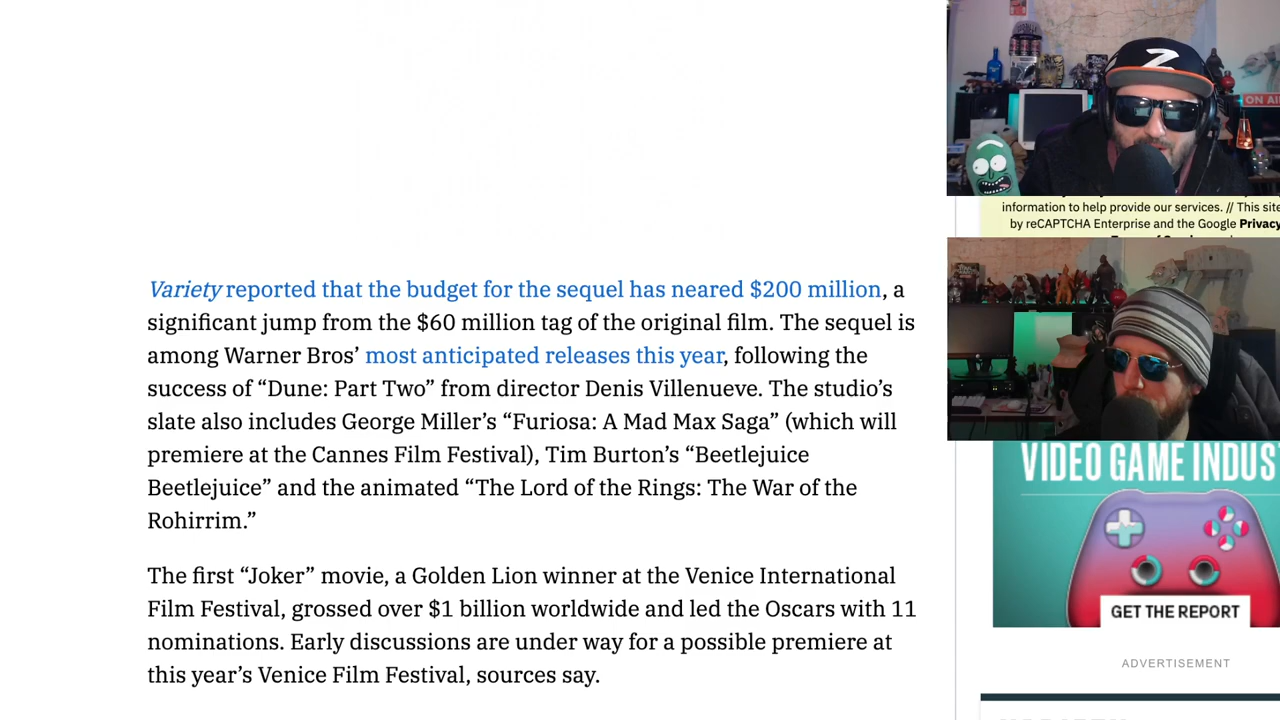 Variety reported that the budget for the sequel has neared $200 million, a
significant jump from the $60 million tag of the original film. The sequel is
among Warner Bros’ most anticipated releases this year, following the
success of “Dune: Part Two” from director Denis Villenueve. The studio’s
slate also includes George Miller’s “Furiosa: A Mad Max Saga” (which will
premiere at the Cannes Film Festival), Tim Burton’s “Beetlejuice
Beetlejuice” and the animated “The Lord of the Rings: The War of the
Rohirrim.”
The first “Joker” movie, a Golden Lion winner at the Venice International
Film Festival, grossed over $1 billion worldwide and led the Oscars with 11
nominations. Early discussions are under way for a possible premiere at
this year’s Venice Film Festival, sources say.
Z
ON AI
information to help provide our services. // This site
by reCAPTCHA Enterprise and the Google Privacy
VIDEO GAME INDUS
GET THE REPORT
ADVERTISEMENT